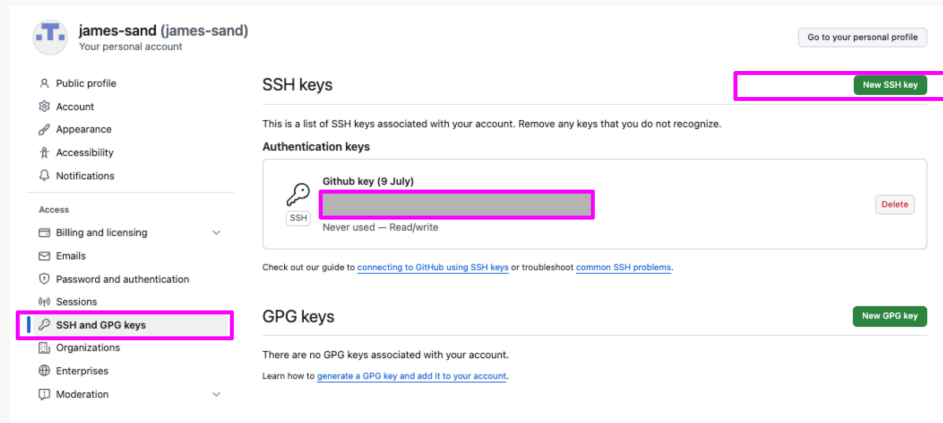 james-sand (james-sand)
Your personal account
Go to your personal profile
Public profile
Account
Appearance
Accessibility
Notifications
Access
Billing and licensing
Emails
Password and authentication
Sessions
SSH and GPG keys
Organizations
Enterprises
Moderation
SSH keys
New SSH key
This is a list of SSH keys associated with your account. Remove any keys that you do not recognize.
Authentication keys
Github key (9 July)
SSH
Never used — Read/write
Delete
Check out our guide to connecting to GitHub using SSH keys or troubleshoot common SSH problems.
GPG keys
New GPG key
There are no GPG keys associated with your account.
Learn how to generate a GPG key and add it to your account.